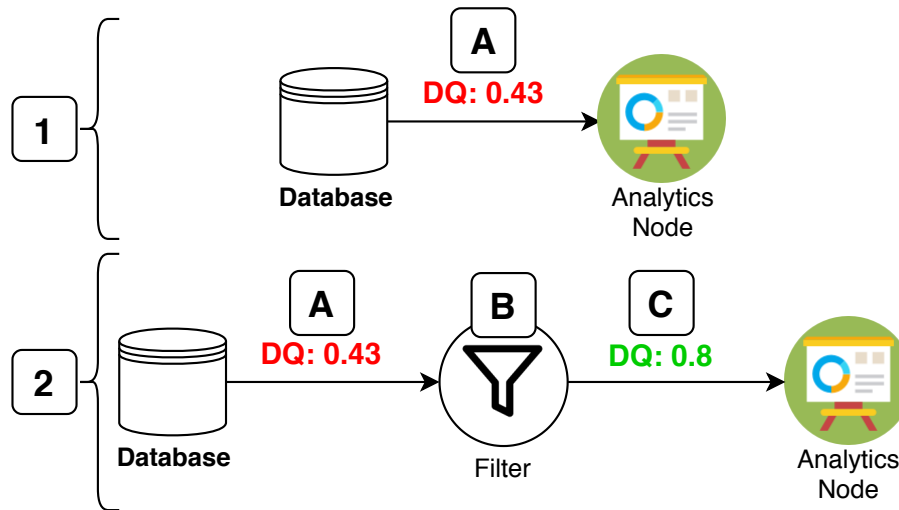 1
A
DQ: 0.43
Database
Analytics
Node
2
A
DQ: 0.43
B
C
DQ: 0.8
Database
Filter
Analytics
Node